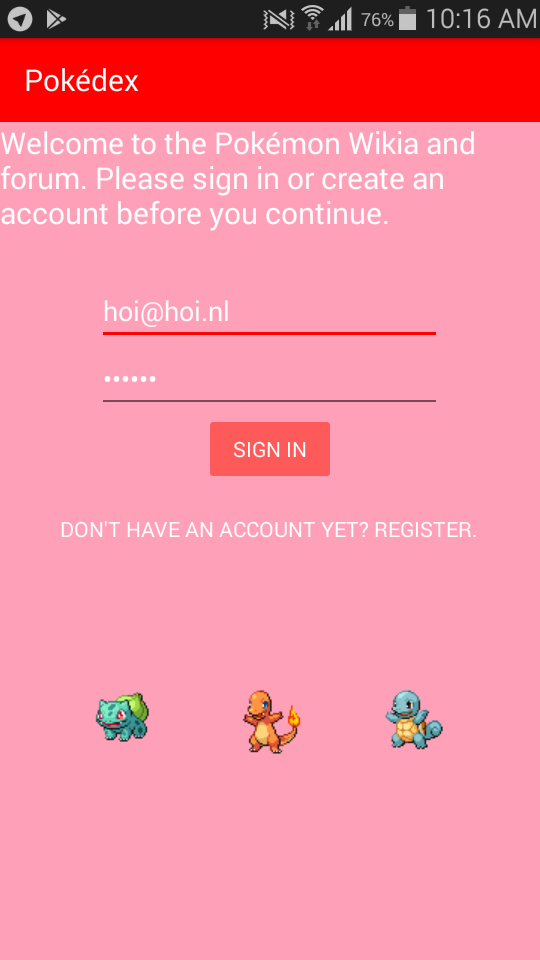 76% 10:16 AM
Pokédex
Welcome to the Pokémon Wikia and
forum. Please sign in or create an
account before you continue.
hoi@hoi.nl
••••••
SIGN IN
DON'T HAVE AN ACCOUNT YET? REGISTER.